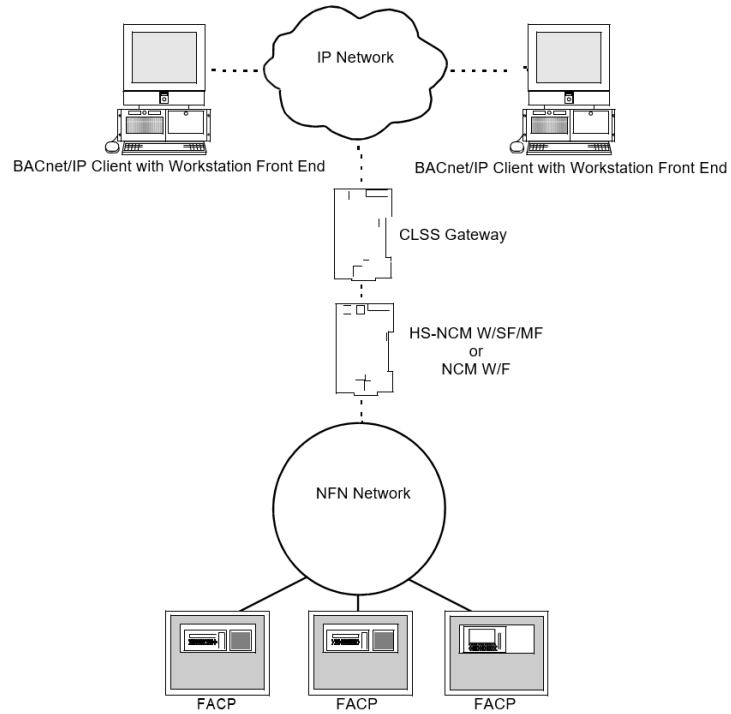 IP Network
BACnet/IP Client with Workstation Front End
BACnet/IP Client with Workstation Front End
CLSS Gateway
HS-NCM W/SF/MF
or
NCM W/F
NFN Network
FACP
FACP
FACP